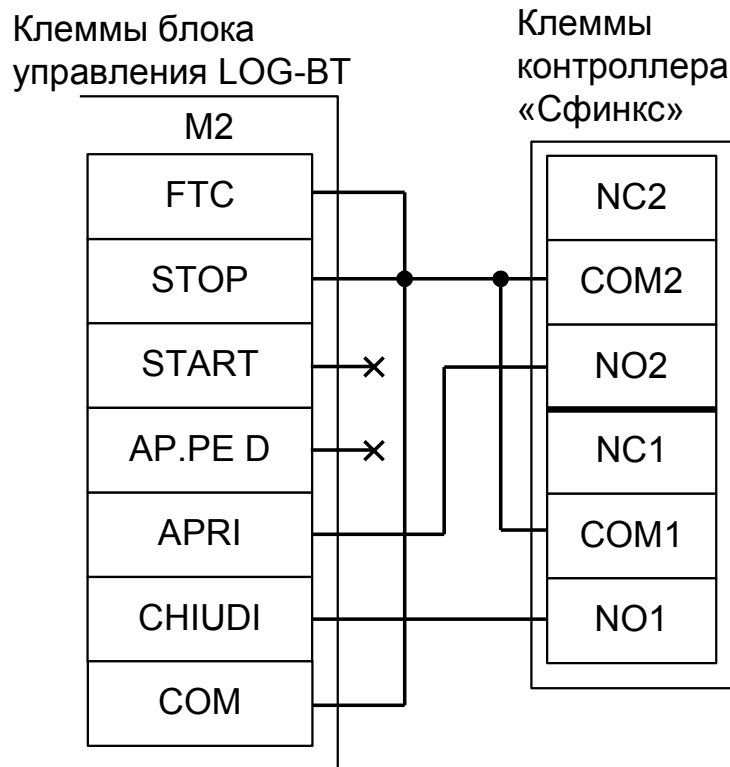 Клеммы блока
управления LOG-BT
M2
FTC
STOP
START
AP.PE D
APRI
CHIUDI
COM
Клеммы
контроллера
«Сфинкс»
NC2
COM2
NO2
NC1
COM1
NO1